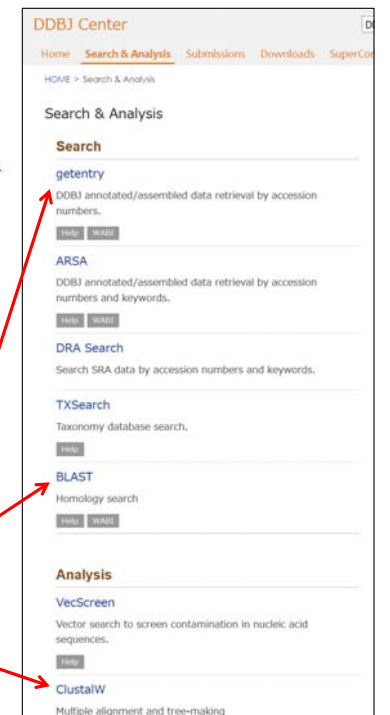 DDBJ Center
Home Search & Analysis Submissions Downloads
HOME > Search & Analysis
Search & Analysis
Search
getentry
DDBJ annotated/assembled data retrieval by accession
numbers.
Help WABI
ARSA
DDBJ annotated/assembled data retrieval by accession
numbers and keywords.
Help WABI
DRA Search
Search SRA data by accession numbers and keywords.
TXSearch
Taxonomy database search.
Help
BLAST
Homology search
Help WABI
Analysis
VecScreen
Vector search to screen contamination in nucleic acid
sequences.
Help
ClustalW
Multiple alignment and tree-making